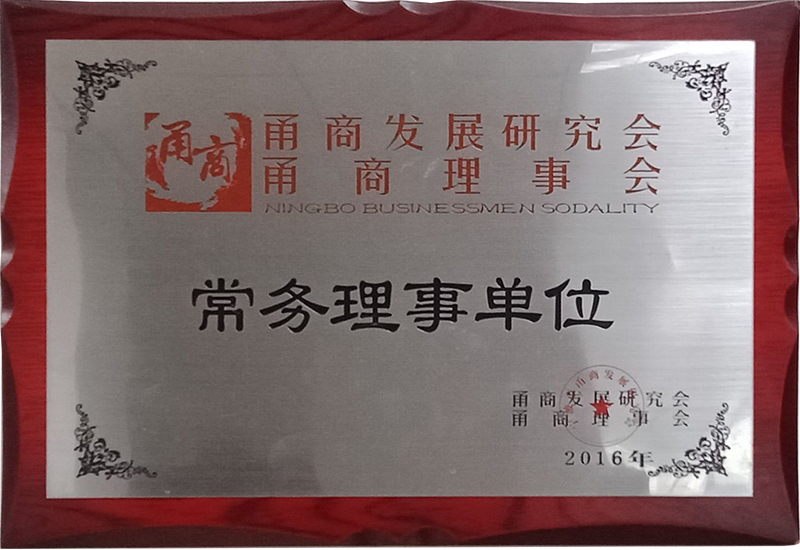 甬商
甬商发展研究会
甬商理事会
NINGBO BUSINESSMEN SODALITY
常务理事单位
甬商发展研究会
甬商理事会
2016年